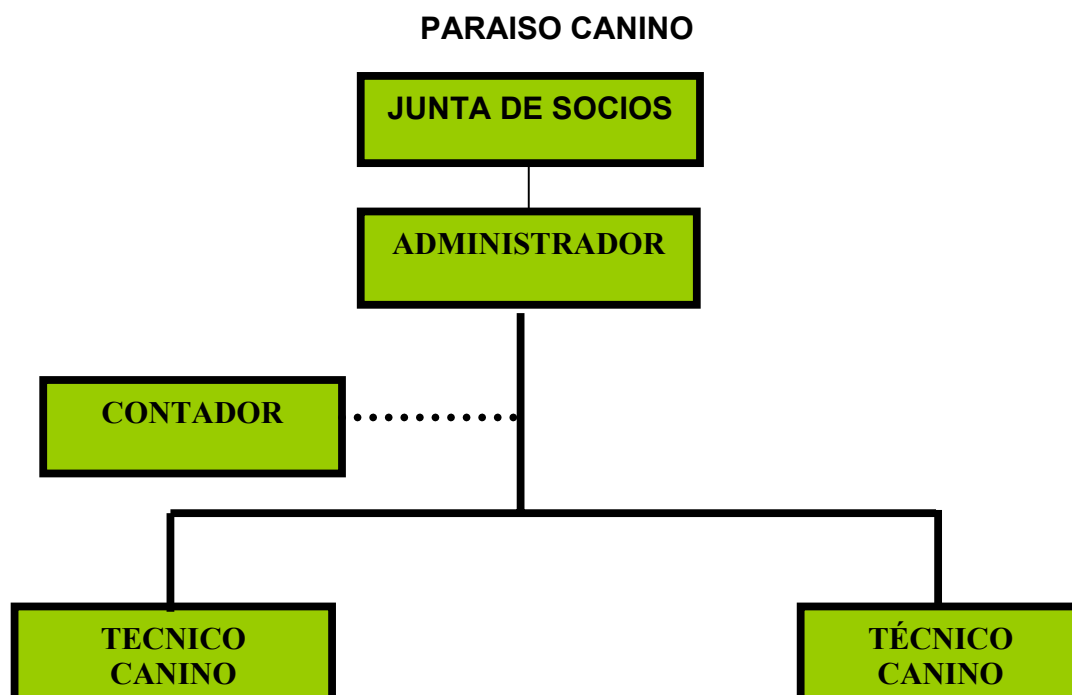 PARAISO CANINO
JUNTA DE SOCIOS
ADMINISTRADOR
CONTADOR
TECNICO
CANINO
TÉCNICO
CANINO